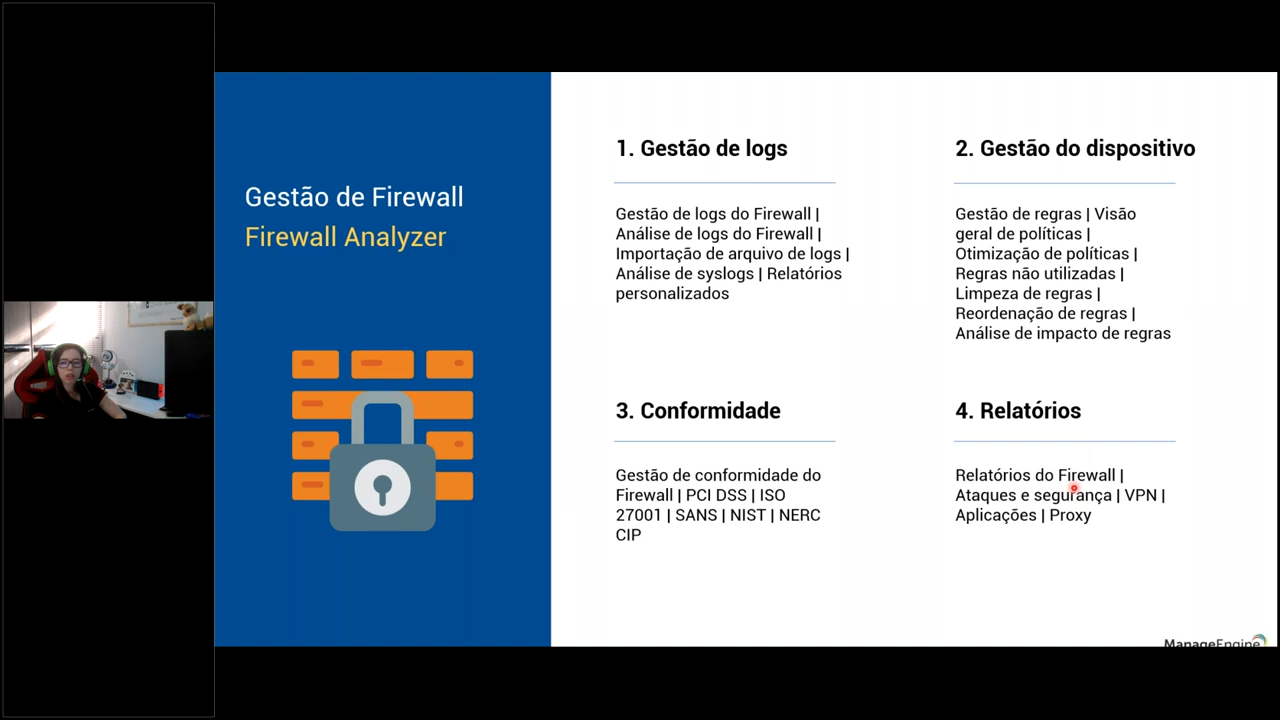 Gestão de Firewall
Firewall Analyzer
1. Gestão de logs
Gestão de logs do Firewall |
Análise de logs do Firewall |
Importação de arquivo de logs |
Análise de syslogs | Relatórios
personalizados
2. Gestão do dispositivo
Gestão de regras | Visão
geral de políticas |
Otimização de políticas |
Regras não utilizadas |
Limpeza de regras |
Reordenação de regras |
Análise de impacto de regras
3. Conformidade
Gestão de conformidade do
Firewall | PCI DSS | ISO
27001 | SANS | NIST | NERC
CIP
4. Relatórios
Relatórios do Firewall |
Ataques e segurança | VPN |
Aplicações | Proxy
ManageEngine